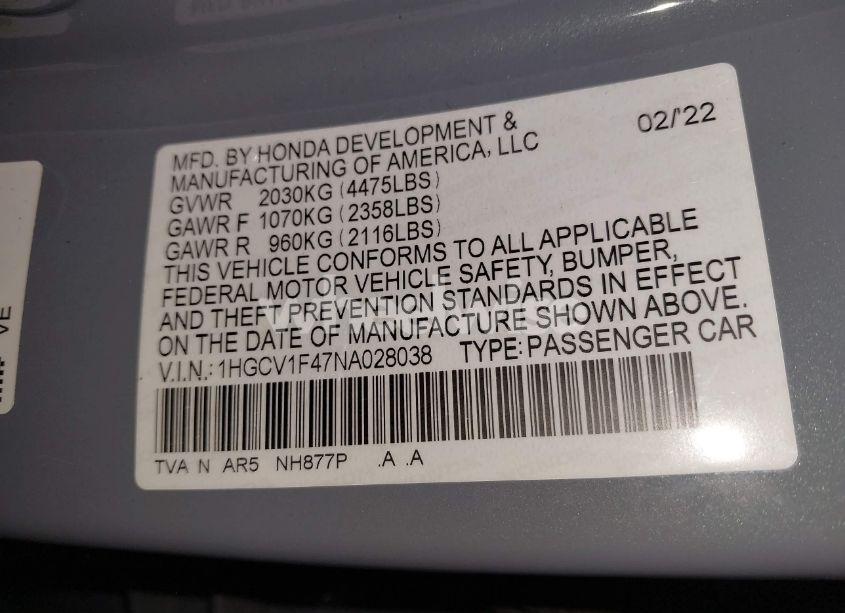 MFD. BY HONDA DEVELOPMENT & 02/'22
MANUFACTURING OF AMERICA, LLC
GVWR 2030KG (4475LBS)
GAWR F 1070KG (2358LBS)
GAWR R 960KG (2116LBS)
THIS VEHICLE CONFORMS TO ALL APPLICABLE
FEDERAL MOTOR VEHICLE SAFETY, BUMPER,
AND THEFT PREVENTION STANDARDS IN EFFECT
ON THE DATE OF MANUFACTURE SHOWN ABOVE.
V.I.N.: 1HGCV1F47NA028038 TYPE: PASSENGER CAR
TVA N AR5 NH877P .A .A
VE